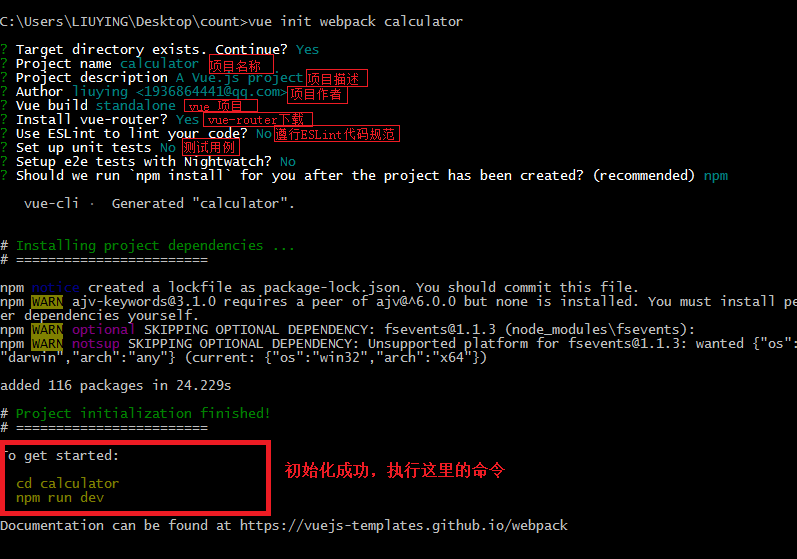 C:\Users\LIUYING\Desktop\count>vue init webpack calculator
? Target directory exists. Continue? Yes
? Project name calculator 项目名称
? Project description A Vue.js project 项目描述
? Author liuying <1936864441@qq.com> 项目作者
? Vue build standalone vue 项目
? Install vue-router? Yes vue-router下载
? Use ESLint to lint your code? No 遵行ESLint代码规范
? Set up unit tests No 测试用例
? Setup e2e tests with Nightwatch? No
? Should we run `npm install` for you after the project has been created? (recommended) npm
vue-cli · Generated "calculator".
# Installing project dependencies ...
# ========================
npm notice created a lockfile as package-lock.json. You should commit this file.
npm WARN ajv-keywords@3.1.0 requires a peer of ajv@^6.0.0 but none is installed. You must install pe
er dependencies yourself.
npm WARN optional SKIPPING OPTIONAL DEPENDENCY: fsevents@1.1.3 (node_modules\fsevents):
npm WARN notsup SKIPPING OPTIONAL DEPENDENCY: Unsupported platform for fsevents@1.1.3: wanted {"os":
"darwin","arch":"any"} (current: {"os":"win32","arch":"x64"})
added 116 packages in 24.229s
# Project initialization finished!
# ========================
To get started:
初始化成功，执行这里的命令
cd calculator
npm run dev
Documentation can be found at https://vuejs-templates.github.io/webpack